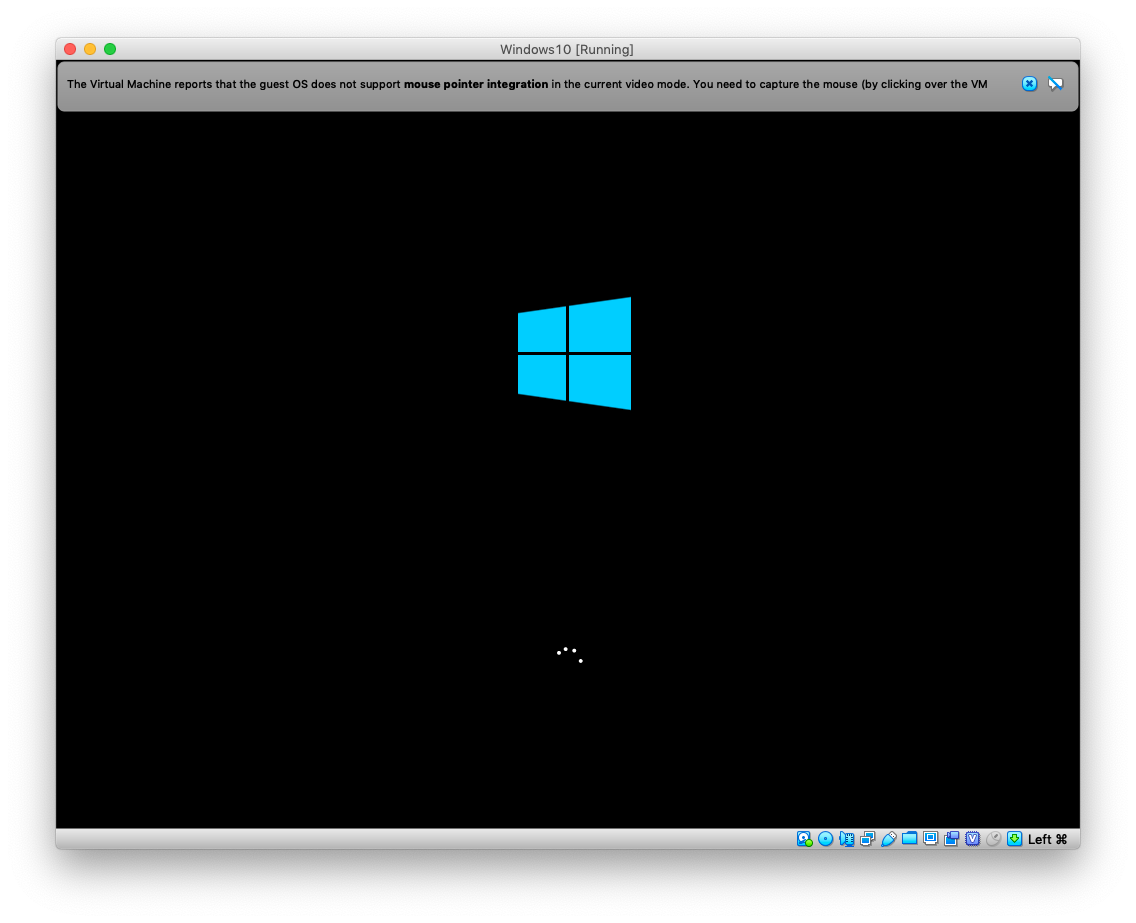 Windows10 [Running]
The Virtual Machine reports that the guest OS does not support mouse pointer integration in the current video mode. You need to capture the mouse (by clicking over the VM
Left ⌘